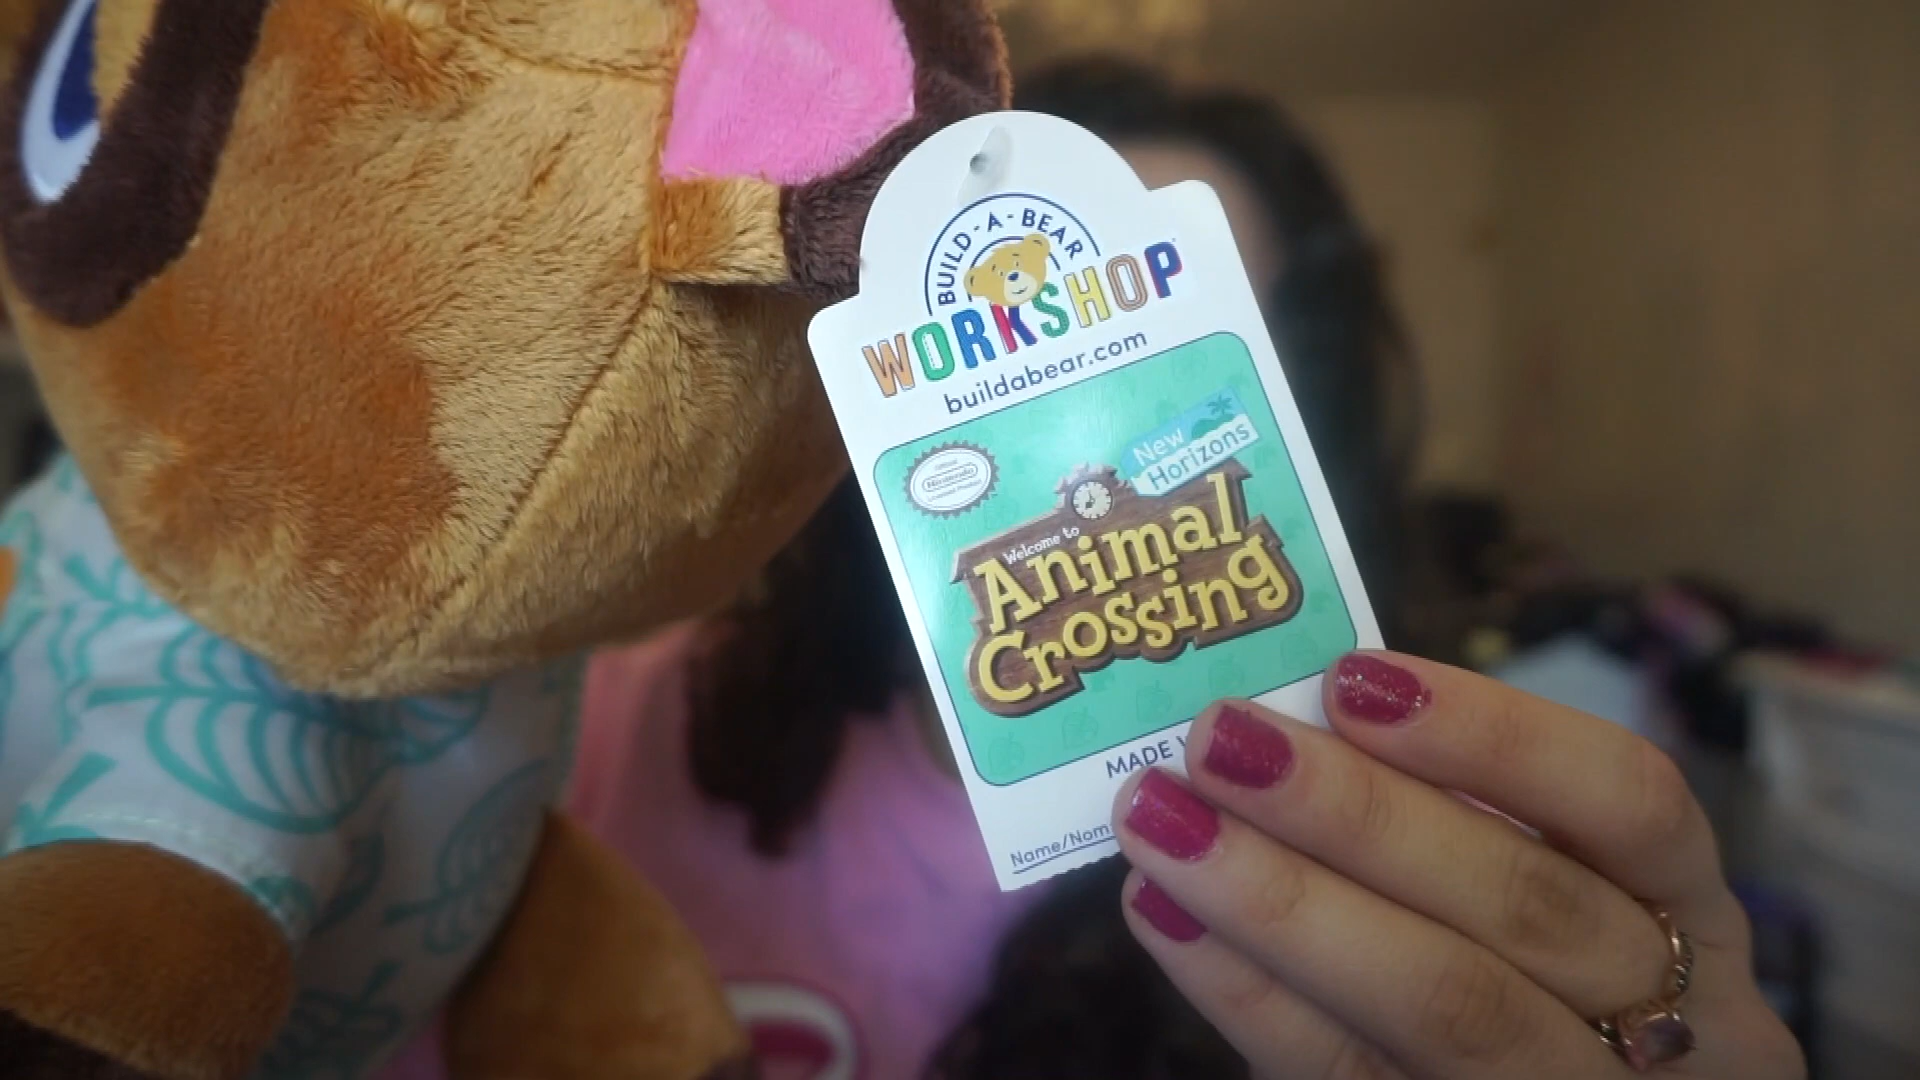 BUILD-A-BEAR
WORKSHOP
buildabear.com
Official
Nintendo
Licensed Product
New
Horizons
Welcome to
Animal
Crossing
MADE
Name/Nom